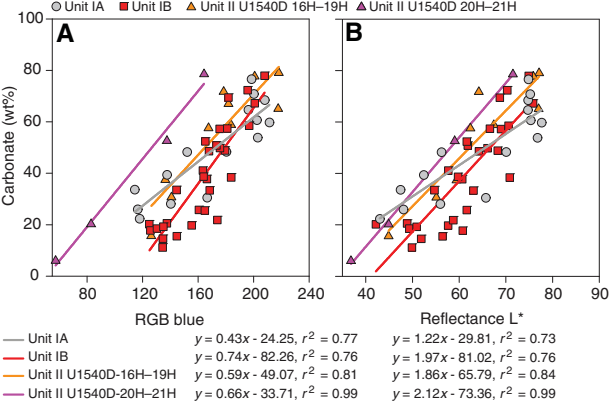 Unit IA Unit IB Unit II U1540D 16H–19H Unit II U1540D 20H–21H
A B
100
80
60
40
20
0
Carbonate (wt%)
80 120 160 200 240
40 50 60 70 80 90
RGB blue Reflectance L*
Unit IA y = 0.43x - 24.25, r² = 0.77 y = 1.22x - 29.81, r² = 0.73
Unit IB y = 0.74x - 82.26, r² = 0.76 y = 1.97x - 81.02, r² = 0.76
Unit II U1540D-16H–19H y = 0.59x - 49.07, r² = 0.81 y = 1.86x - 65.79, r² = 0.84
Unit II U1540D-20H–21H y = 0.66x - 33.71, r² = 0.99 y = 2.12x - 73.36, r² = 0.99